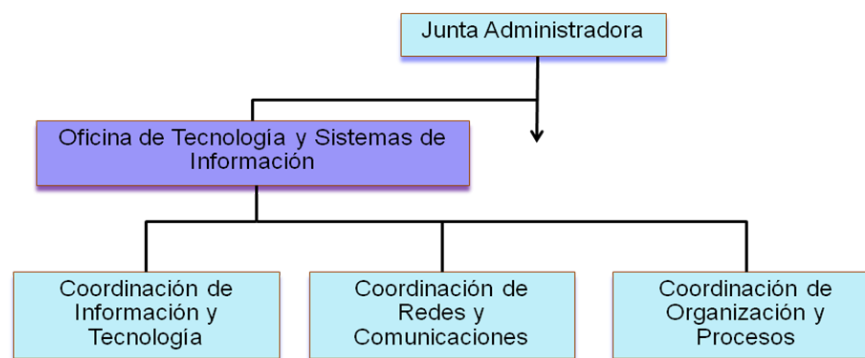 Junta Administradora
Oficina de Tecnología y Sistemas de
Información
Coordinación de
Información y
Tecnología
Coordinación de
Redes y
Comunicaciones
Coordinación de
Organización y
Procesos